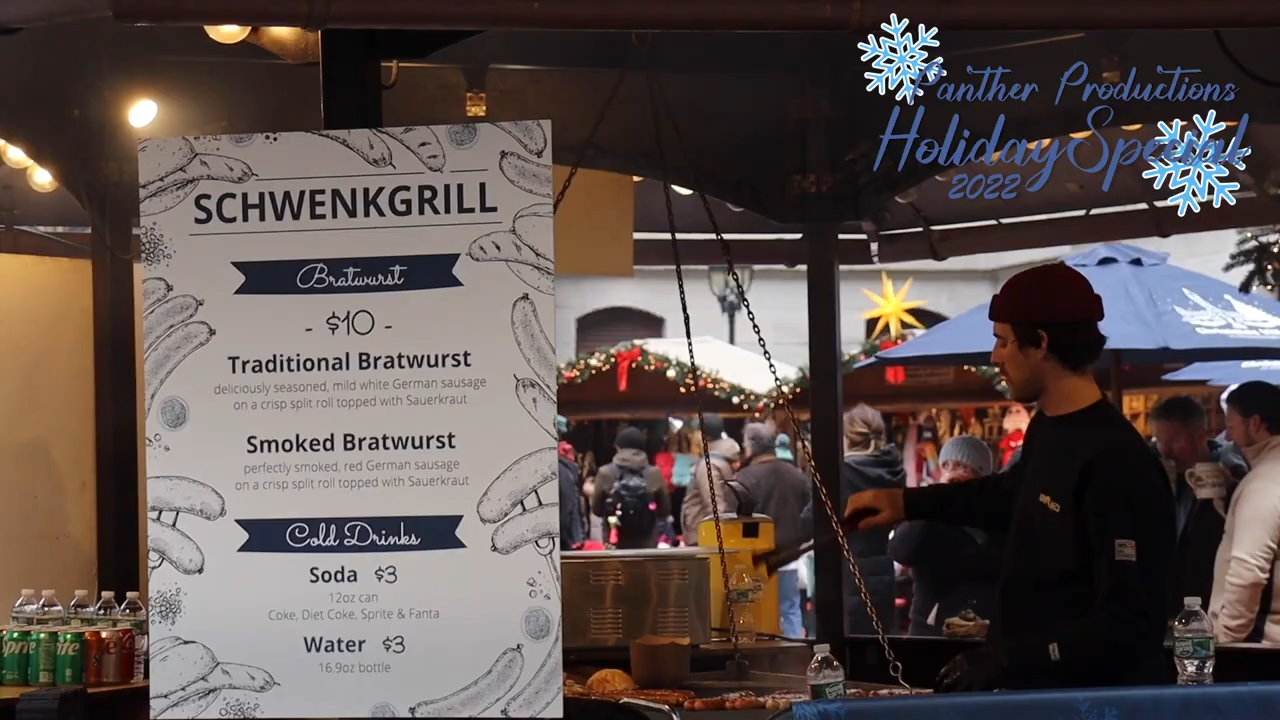 Panther Productions
Holiday Special
2022
SCHWENKGRILL
Bratwurst
- $10 -
Traditional Bratwurst
deliciously seasoned, mild white German sausage
on a crisp split roll topped with Sauerkraut
Smoked Bratwurst
perfectly smoked, red German sausage
on a crisp split roll topped with Sauerkraut
Cold Drinks
Soda $3
12oz can
Coke, Diet Coke, Sprite & Fanta
Water $3
16.9oz bottle
Sprite